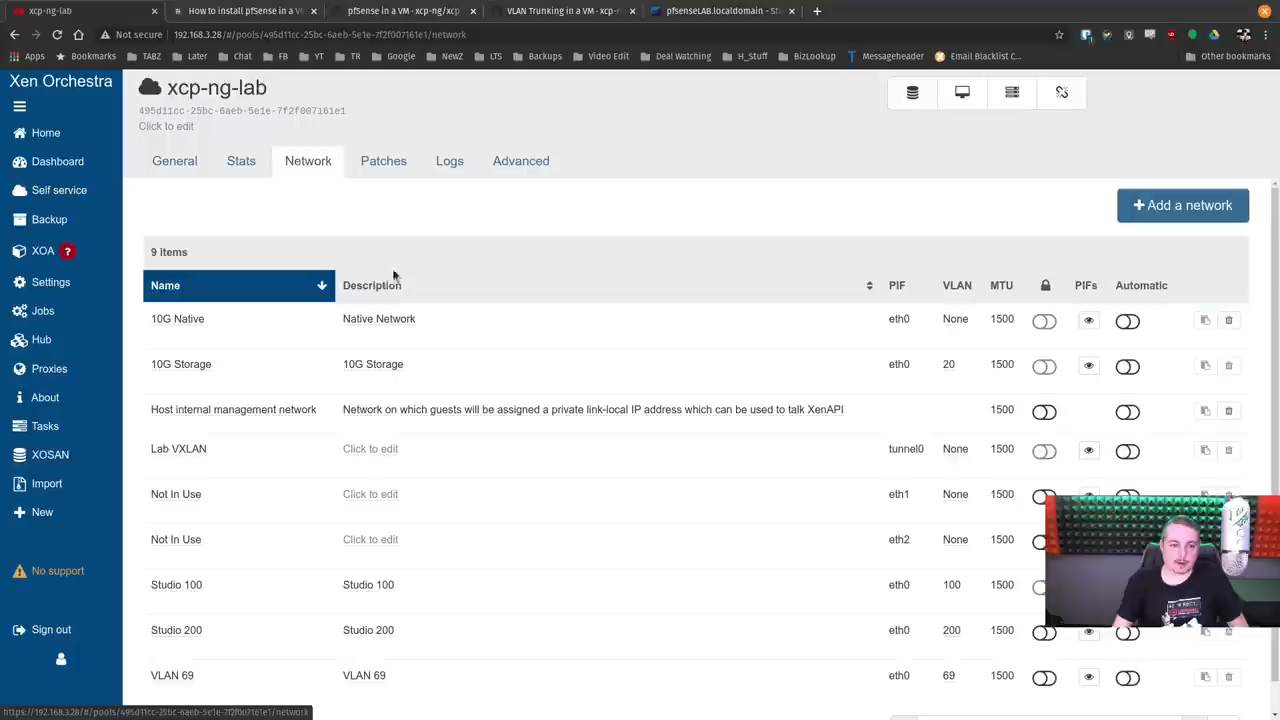 xcp-ng-lab
How to install pfSense in a V
pfSense in a VM · xcp-ng/xc
VLAN Trunking in a VM · xcp-n
pfsenseLAB.localdomain - Sta
Not secure
192.168.3.28/#/pools/495d11cc-25bc-6aeb-5e1e-7f2f007161e1/network
Apps
Bookmarks
TABZ
Later
Chat
FB
YT
TR
Google
NewZ
LTS
Backups
Video Edit
Deal Watching
H_Stuff
BizLookup
Messageheader
Email Blacklist C...
Other bookmarks
Xen Orchestra
Home
Dashboard
Self service
Backup
XOA ?
Settings
Jobs
Hub
Proxies
About
Tasks
XOSAN
Import
New
No support
Sign out
xcp-ng-lab
495d11cc-25bc-6aeb-5e1e-7f2f007161e1
Click to edit
General Stats Network Patches Logs Advanced
+ Add a network
9 items
Name Description PIF VLAN MTU PIFs Automatic
10G Native Native Network eth0 None 1500
10G Storage 10G Storage eth0 20 1500
Host internal management network Network on which guests will be assigned a private link-local IP address which can be used to talk XenAPI 1500
Lab VXLAN Click to edit tunnel0 None 1500
Not In Use Click to edit eth1 None 1500
Not In Use Click to edit eth2 None 1500
Studio 100 Studio 100 eth0 100 1500
Studio 200 Studio 200 eth0 200 1500
VLAN 69 VLAN 69 eth0 69 1500
https://192.168.3.28/#/pools/495d11cc-25bc-6aeb-5e1e-7f2f007161e1/network